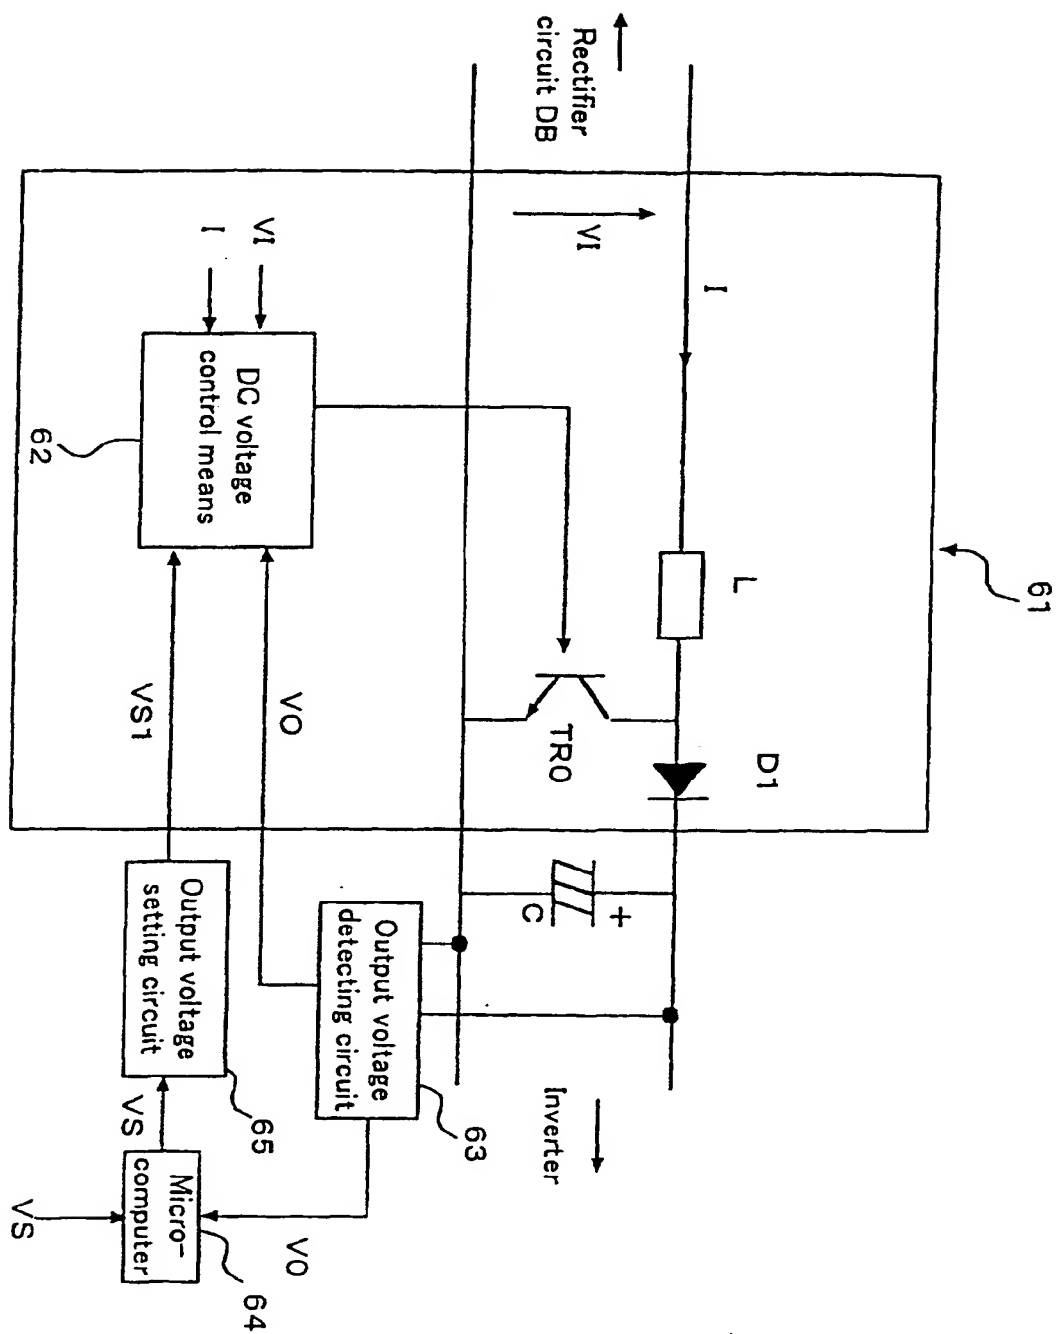 61
Rectifier
circuit DB
I
L
D1
VI
TR0
+
C
Inverter
VI
I
DC voltage
control means
62
VO
VS1
Output voltage
detecting circuit
63
Output voltage
setting circuit
65
VS
Micro-
computer
64
VO
VS